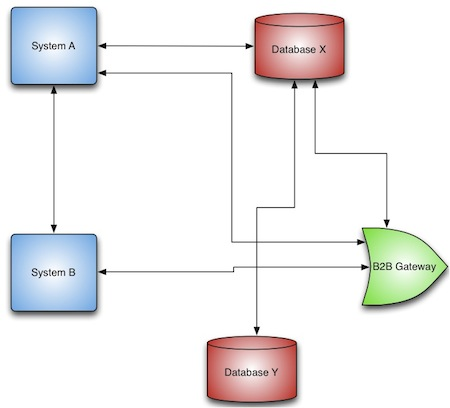 System A
Database X
System B
B2B Gateway
Database Y